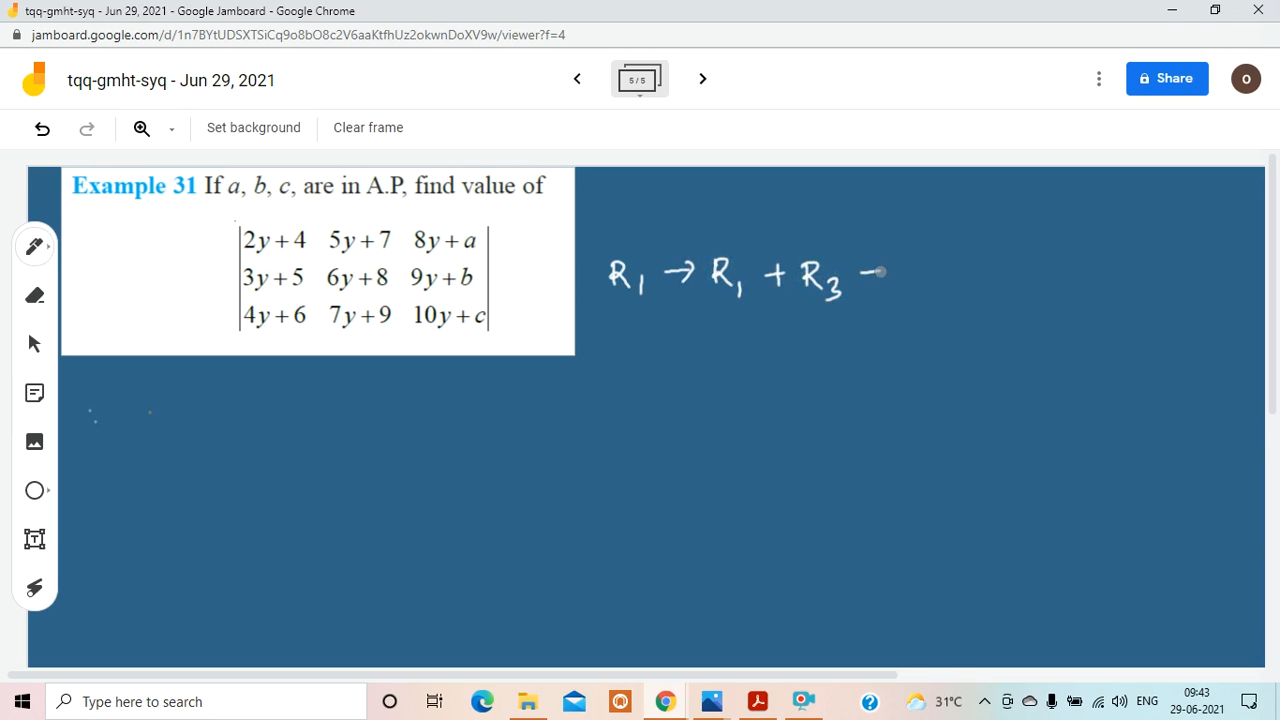 tqq-gmht-syq - Jun 29, 2021 - Google Jamboard - Google Chrome
jamboard.google.com/d/1n7BYtUDSXTSiCq9o8bO8c2V6aaKtfhUz2okwnDoXV9w/viewer?f=4
tqq-gmht-syq - Jun 29, 2021
5 / 5
Share
O
Set background
Clear frame
Example 31 If a, b, c, are in A.P, find value of
2y + 4 5y + 7 8y + a
3y + 5 6y + 8 9y + b
4y + 6 7y + 9 10y + c
R₁ → R₁ + R₃ −
Type here to search
31°C
ENG
09:43
29-06-2021